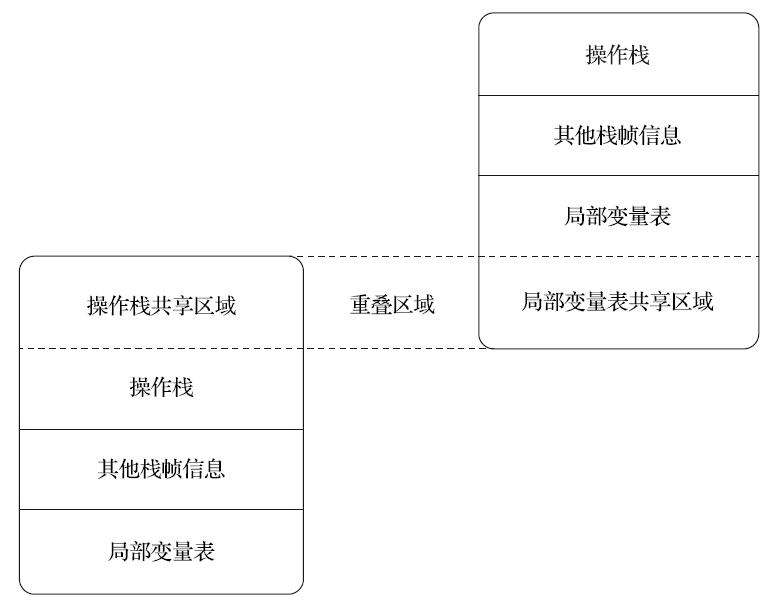 操作栈
其他栈帧信息
局部变量表
操作栈共享区域
重叠区域
局部变量表共享区域
操作栈
其他栈帧信息
局部变量表